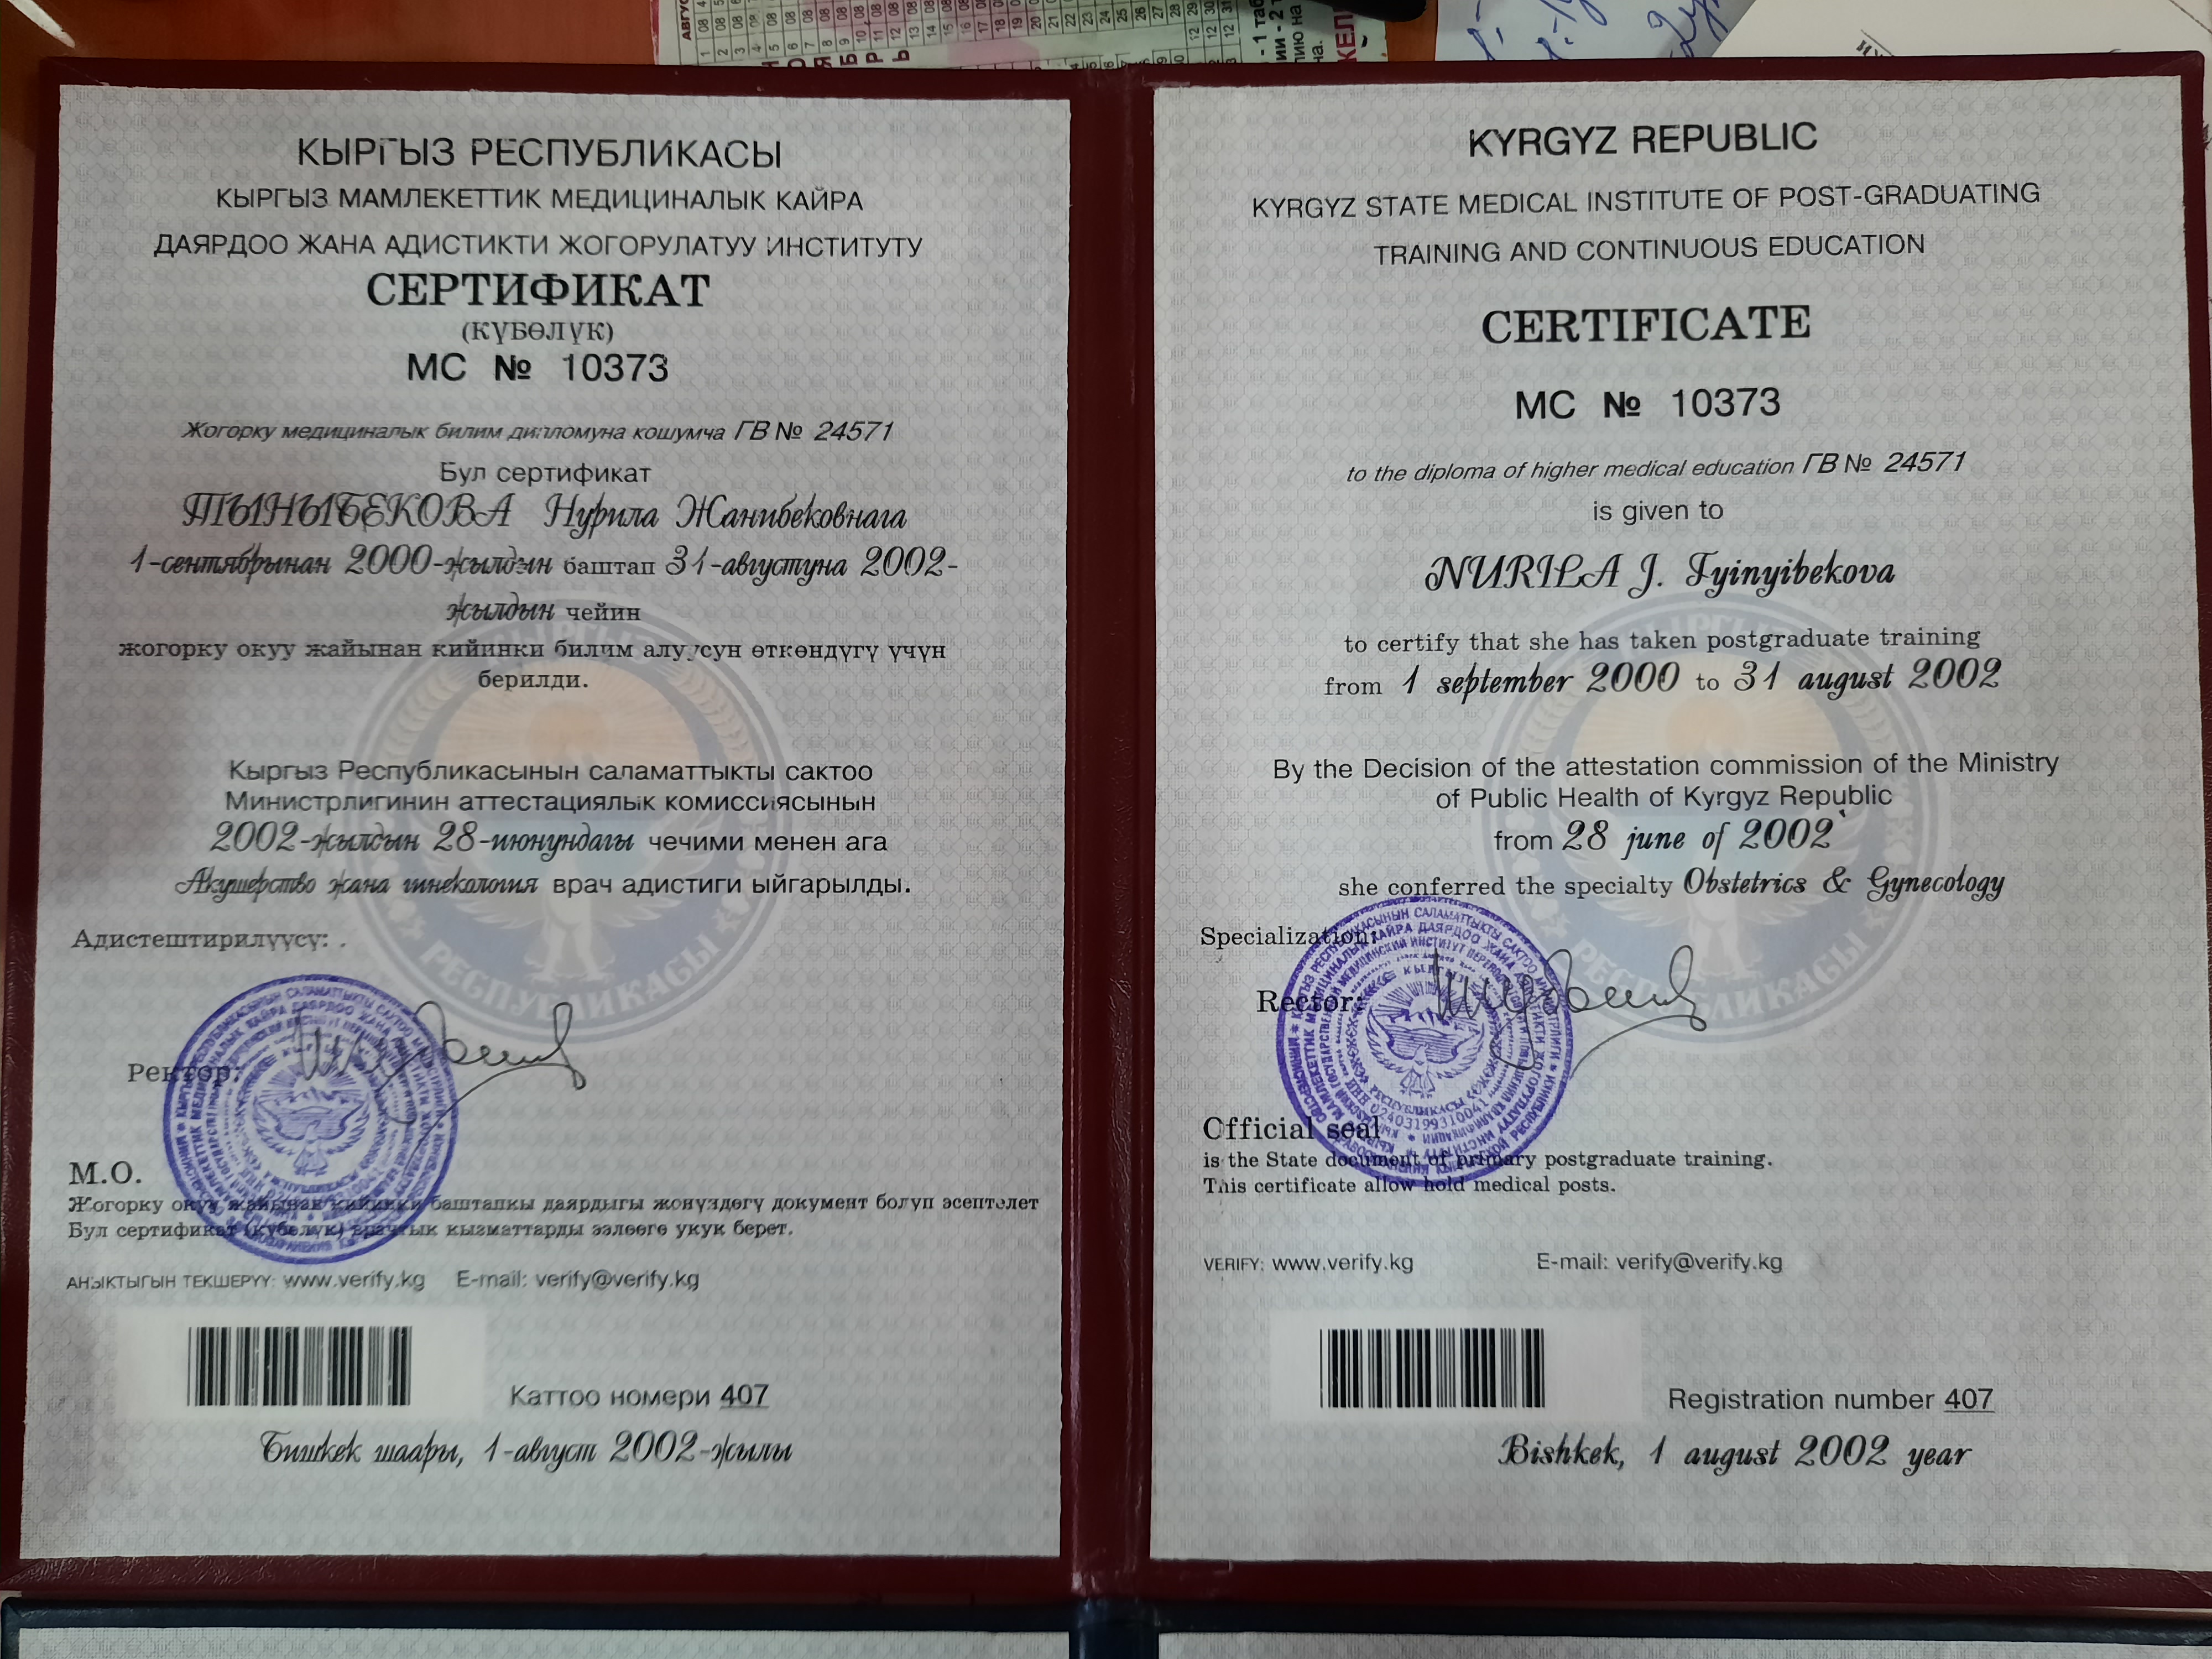 КЫРГЫЗ РЕСПУБЛИКАСЫ
КЫРГЫЗ МАМЛЕКЕТТИК МЕДИЦИНАЛЫК КАЙРА
ДАЯРДОО ЖАНА АДИСТИКТИ ЖОГОРУЛАТУУ ИНСТИТУТУ
СЕРТИФИКАТ
(КҮБӨЛҮК)
МС № 10373
Жогорку медициналык билим дипломуна кошумча ГВ № 24571
Бул сертификат
ТЫНЫБЕКОВА Нурила Жанибековнага
1-сентябрынан 2000-жылдын баштап 31-августуна 2002-
жылдын чейин
жогорку окуу жайынан кийинки билим алуусун өткөндүгү үчүн
берилди.
Кыргыз Республикасынын саламаттыкты сактоо
Министрлигинин аттестациялык комиссиясынын
2002-жылдын 28-июнундагы чечими менен ага
Акушерство жана гинекология врач адистиги ыйгарылды.
Адистештирилүүсү:
Ректор:
М.О.
Жогорку окуу жайынан кийинки баштапкы даярдыгы жөнүндөгү документ болуп эсептелет
Бул сертификат (күбөлүк) врачтык кызматтарды ээлөөгө укук берет.
АНЫКТЫГЫН ТЕКШЕРҮҮ: www.verify.kg E-mail: verify@verify.kg
Каттоо номери 407
Бишкек шаары, 1-август 2002-жылы
KYRGYZ REPUBLIC
KYRGYZ STATE MEDICAL INSTITUTE OF POST-GRADUATING
TRAINING AND CONTINUOUS EDUCATION
CERTIFICATE
МС № 10373
to the diploma of higher medical education ГВ № 24571
is given to
NURILA J. Tyinyibekova
to certify that she has taken postgraduate training
from 1 september 2000 to 31 august 2002
By the Decision of the attestation commission of the Ministry
of Public Health of Kyrgyz Republic
from 28 june of 2002
she conferred the specialty Obstetrics & Gynecology
Specialization:
Rector:
Official seal
is the State document of primary postgraduate training.
This certificate allow hold medical posts.
VERIFY: www.verify.kg E-mail: verify@verify.kg
Registration number 407
Bishkek, 1 august 2002 year